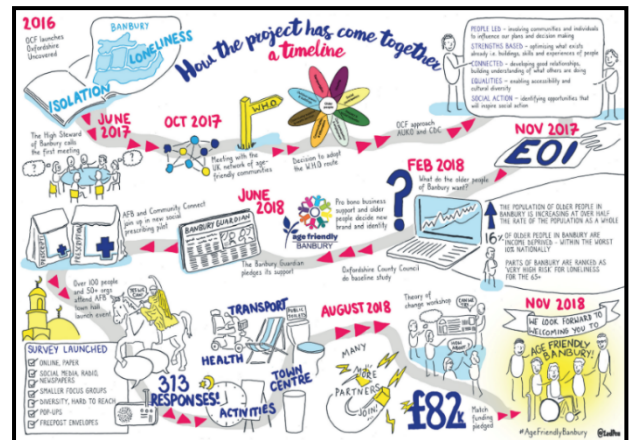 2016
OCF launches
Oxfordshire
Uncovered
BANBURY
LONELINESS
ISOLATION
How the project has come together
a timeline
PEOPLE LED - involving communities and individuals
to influence our plans and decision making
STRENGTHS BASED - optimising what exists
already i.e. buildings, skills and experiences of people
CONNECTED - developing good relationships,
building understanding of what others are doing
EQUALITIES - enabling accessibility and
cultural diversity
SOCIAL ACTION - identifying opportunities that
will inspire social action
JUNE
2017
The High Steward
of Banbury calls
the first meeting
OCT 2017
Meeting with the
UK network of age-
friendly communities
W.H.O.
Decision to adopt
the W.H.O route
OCF approach
AUKO and CDC
NOV 2017
EOI
FEB 2018
What do the older people
of Banbury want?
?
THE POPULATION OF OLDER PEOPLE IN
BANBURY IS INCREASING AT OVER HALF
THE RATE OF THE POPULATION AS A WHOLE
16% OF OLDER PEOPLE IN BANBURY ARE
INCOME DEPRIVED - WITHIN THE WORST
20% NATIONALLY
PARTS OF BANBURY ARE RANKED AS
VERY HIGH RISK FOR LONELINESS
FOR THE 65+
Oxfordshire County Council
do baseline study
Pro bono business
support and older
people decide new
brand and identity
age friendly
BANBURY
JUNE
2018
BANBURY GUARDIAN
The Banbury Guardian
pledges its support
AFB and Community Connect
join up in new social
prescribing pilot
PRESCRIPTION
Over 100 people
and 50+ orgs
attend AFB
town hall
launch event
SURVEY LAUNCHED
ONLINE, PAPER
SOCIAL MEDIA, RADIO,
NEWSPAPERS
SMALLER FOCUS GROUPS
DIVERSITY, HARD TO REACH
POP-UPS
FREEPOST ENVELOPES
313
RESPONSES!
TRANSPORT
HEALTH
PUBLIC
TOILETS
TOWN
CENTRE
ACTIVITIES
AUGUST 2018
MANY
MORE
PARTNERS
JOIN!
Theory of
change workshop
£82k
Match
funding
pledged
NOV 2018
WE LOOK FORWARD TO
WELCOMING YOU TO
AGE FRIENDLY
BANBURY!
#AgeFriendlyBanbury